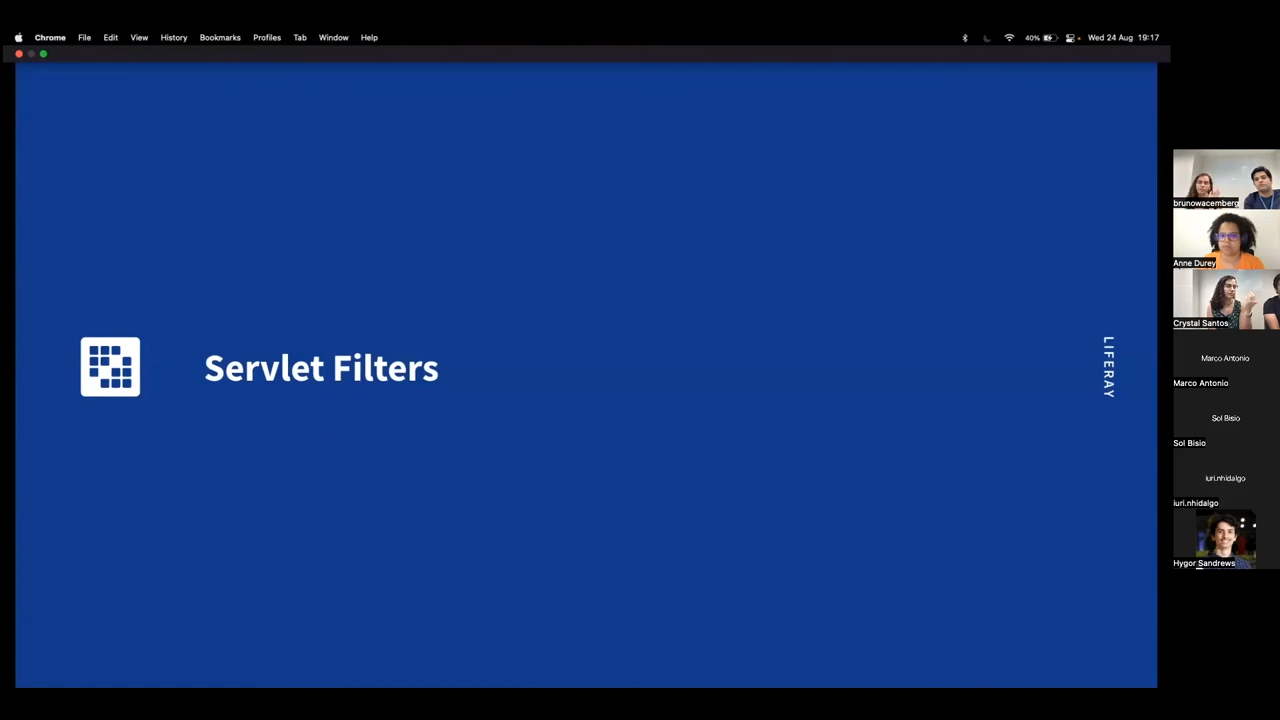 Chrome File Edit View History Bookmarks Profiles Tab Window Help
40% Wed 24 Aug 19:17
Servlet Filters
LIFERAY
brunowacemberg
Anne Durey
Crystal Santos
Marco Antonio
Marco Antonio
Sol Bisio
Sol Bisio
iuri.nhidalgo
iuri.nhidalgo
Hygor Sandrews